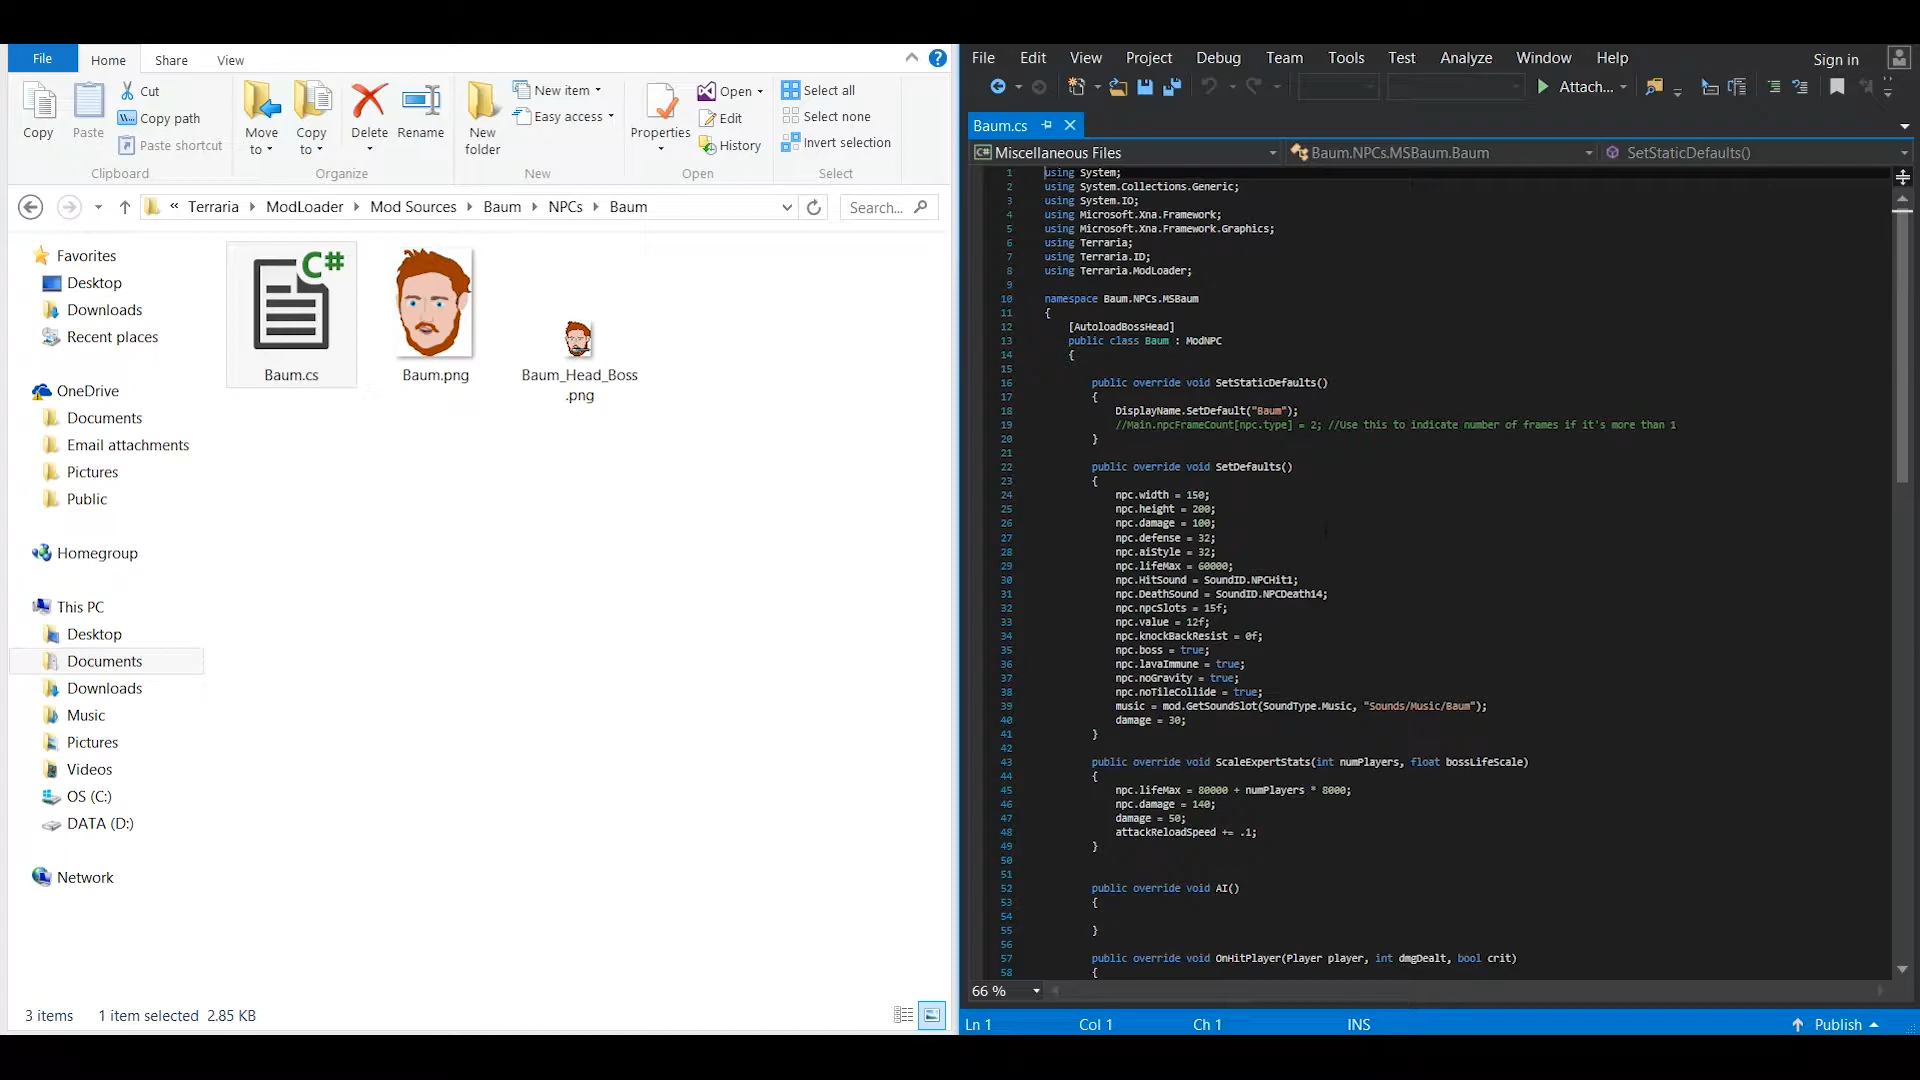 File Home Share View
Copy
Paste
Cut
Copy path
Paste shortcut
Clipboard
Move to
Copy to
Delete
Rename
Organize
New folder
New item
Easy access
New
Properties
Open
Edit
History
Open
Select all
Select none
Invert selection
Select
« Terraria ModLoader Mod Sources Baum NPCs Baum
Search...
Favorites
Desktop
Downloads
Recent places
OneDrive
Documents
Email attachments
Pictures
Public
Homegroup
This PC
Desktop
Documents
Downloads
Music
Pictures
Videos
OS (C:)
DATA (D:)
Network
C#
Baum.cs
Baum.png
Baum_Head_Boss
.png
3 items 1 item selected 2.85 KB
File Edit View Project Debug Team Tools Test Analyze Window Help
Sign in
Attach...
Baum.cs
C# Miscellaneous Files Baum.NPCs.MSBaum.Baum SetStaticDefaults()
1 using System;
2 using System.Collections.Generic;
3 using System.IO;
4 using Microsoft.Xna.Framework;
5 using Microsoft.Xna.Framework.Graphics;
6 using Terraria;
7 using Terraria.ID;
8 using Terraria.ModLoader;
9
10 namespace Baum.NPCs.MSBaum
11 {
12 [AutoloadBossHead]
13 public class Baum : ModNPC
14 {
15
16 public override void SetStaticDefaults()
17 {
18 DisplayName.SetDefault("Baum");
19 //Main.npcFrameCount[npc.type] = 2; //Use this to indicate number of frames if it's more than 1
20 }
21
22 public override void SetDefaults()
23 {
24 npc.width = 150;
25 npc.height = 200;
26 npc.damage = 100;
27 npc.defense = 32;
28 npc.aiStyle = 32;
29 npc.lifeMax = 60000;
30 npc.HitSound = SoundID.NPCHit1;
31 npc.DeathSound = SoundID.NPCDeath14;
32 npc.npcSlots = 15f;
33 npc.value = 12f;
34 npc.knockBackResist = 0f;
35 npc.boss = true;
36 npc.lavaImmune = true;
37 npc.noGravity = true;
38 npc.noTileCollide = true;
39 music = mod.GetSoundSlot(SoundType.Music, "Sounds/Music/Baum");
40 damage = 30;
41 }
42
43 public override void ScaleExpertStats(int numPlayers, float bossLifeScale)
44 {
45 npc.lifeMax = 80000 + numPlayers * 8000;
46 npc.damage = 140;
47 damage = 50;
48 attackReloadSpeed += .1;
49 }
50
51
52 public override void AI()
53 {
54
55 }
56
57 public override void OnHitPlayer(Player player, int dmgDealt, bool crit)
58 {
66 %
Ln 1 Col 1 Ch 1 INS Publish